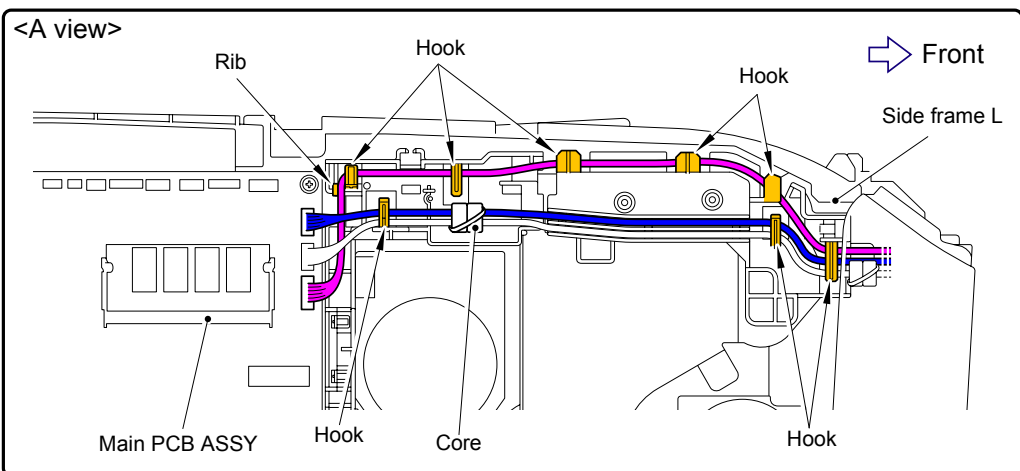 <A view>
Hook
Rib
Hook
Front
Side frame L
Main PCB ASSY
Hook
Core
Hook